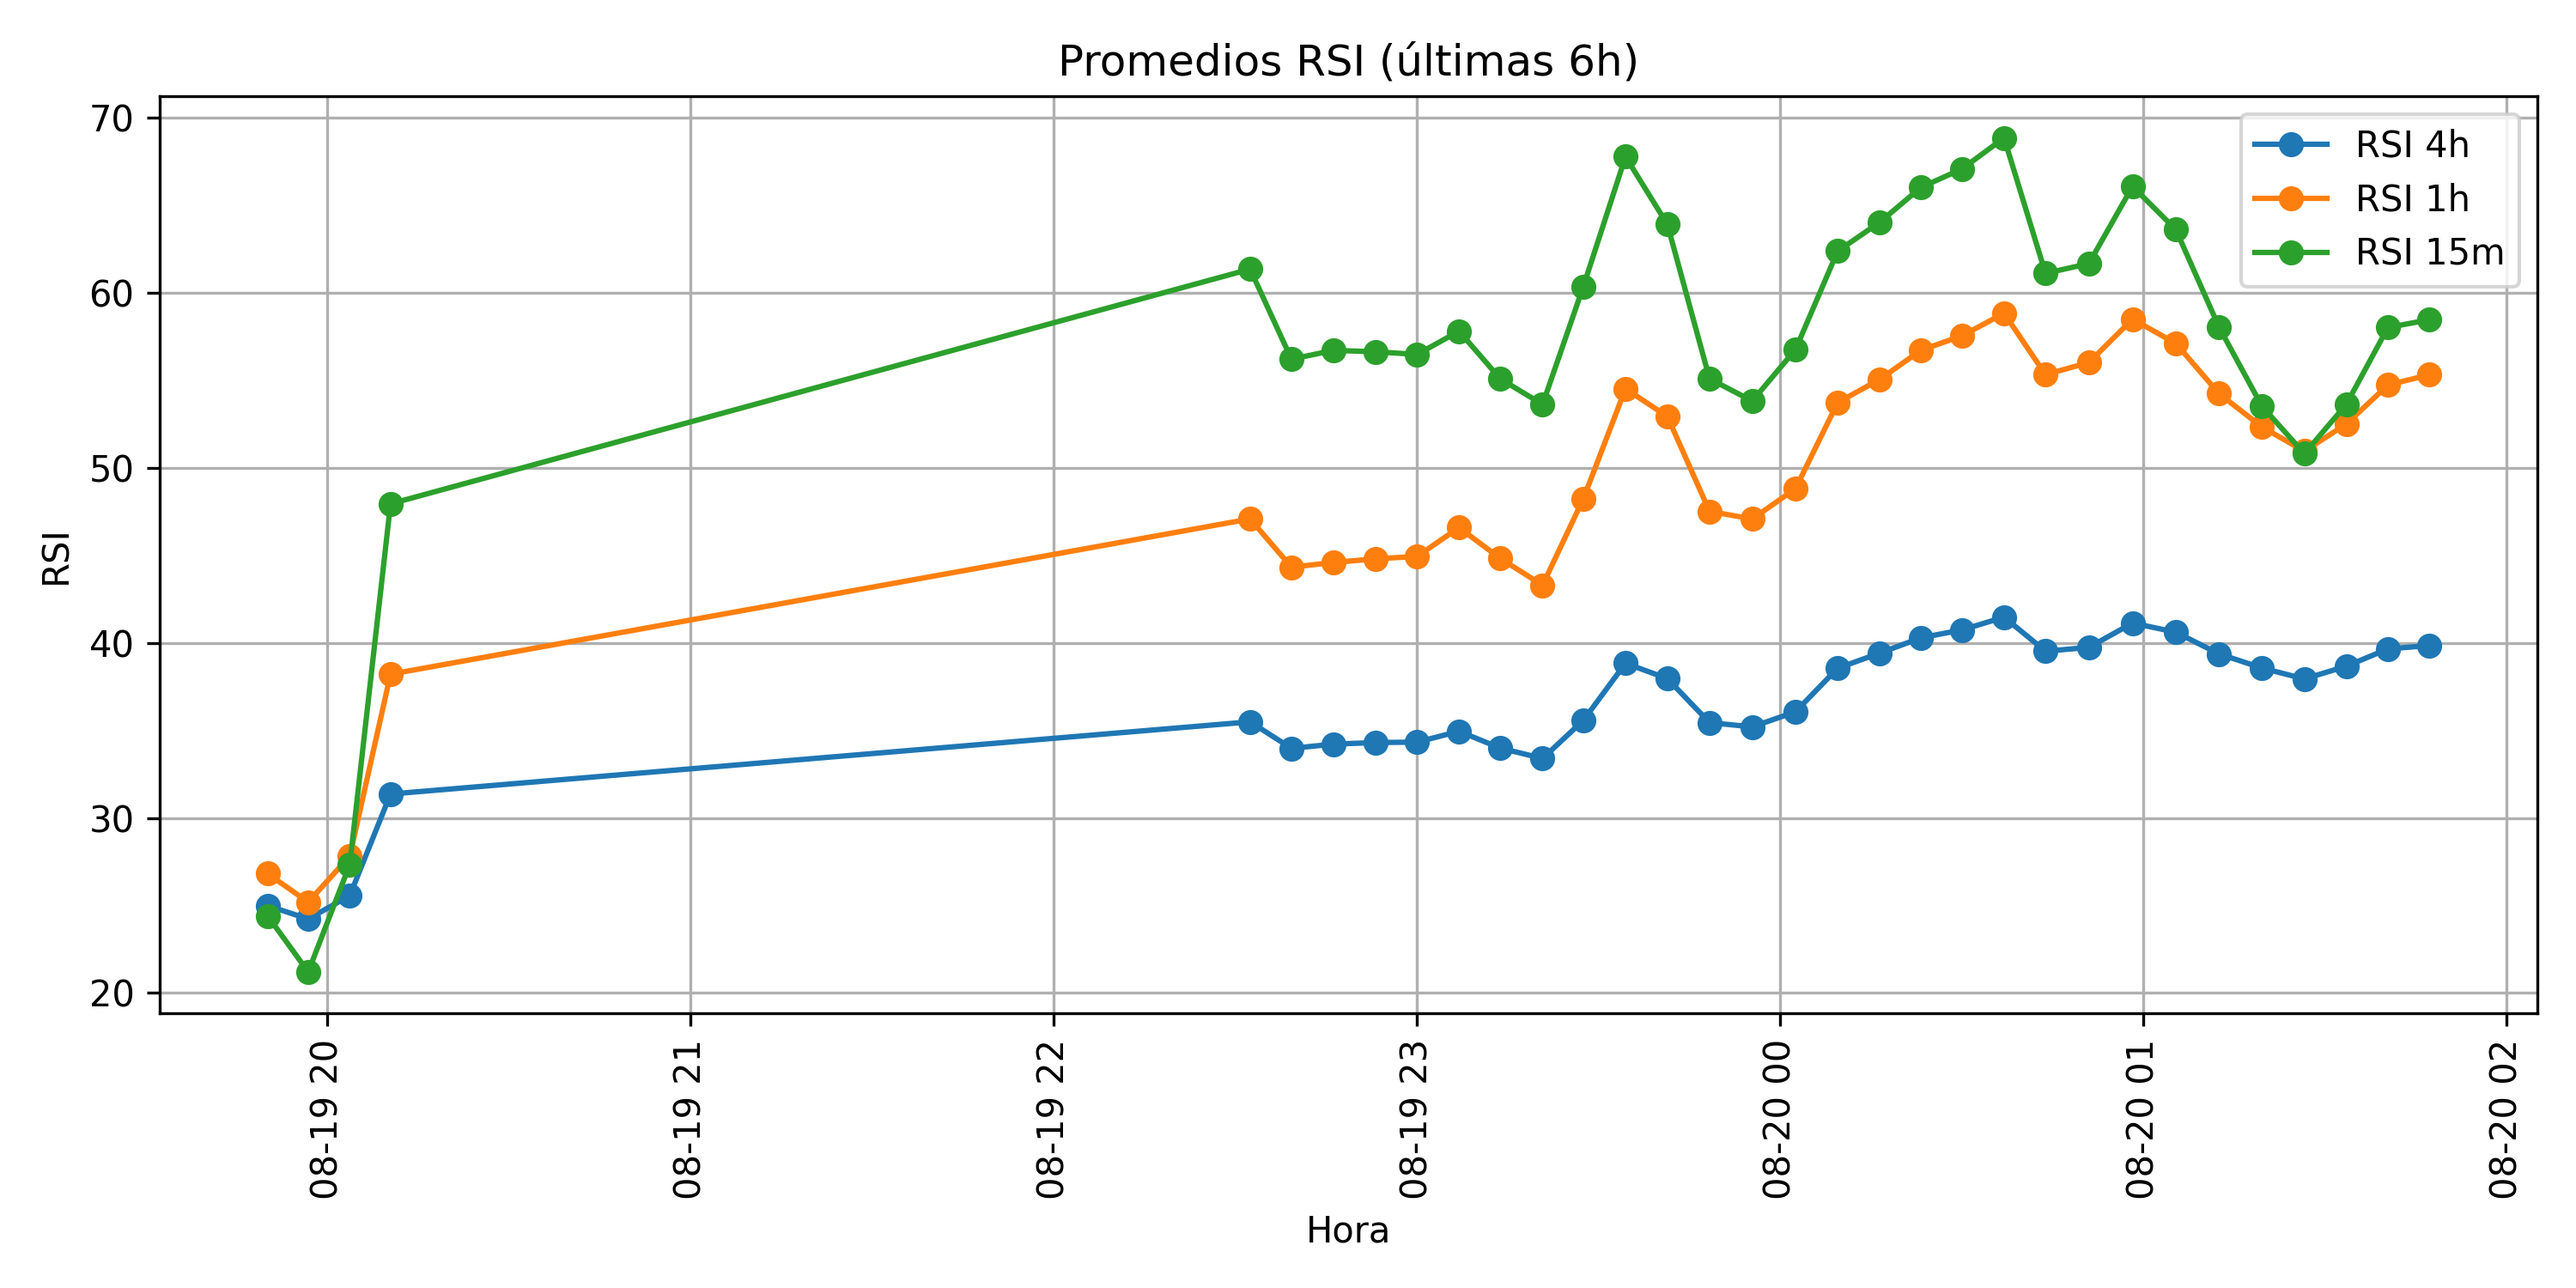 Promedios RSI (últimas 6h)
RSI 4h
RSI 1h
RSI 15m
RSI
70
60
50
40
30
20
08-19 20
08-19 21
08-19 22
08-19 23
08-20 00
08-20 01
08-20 02
Hora